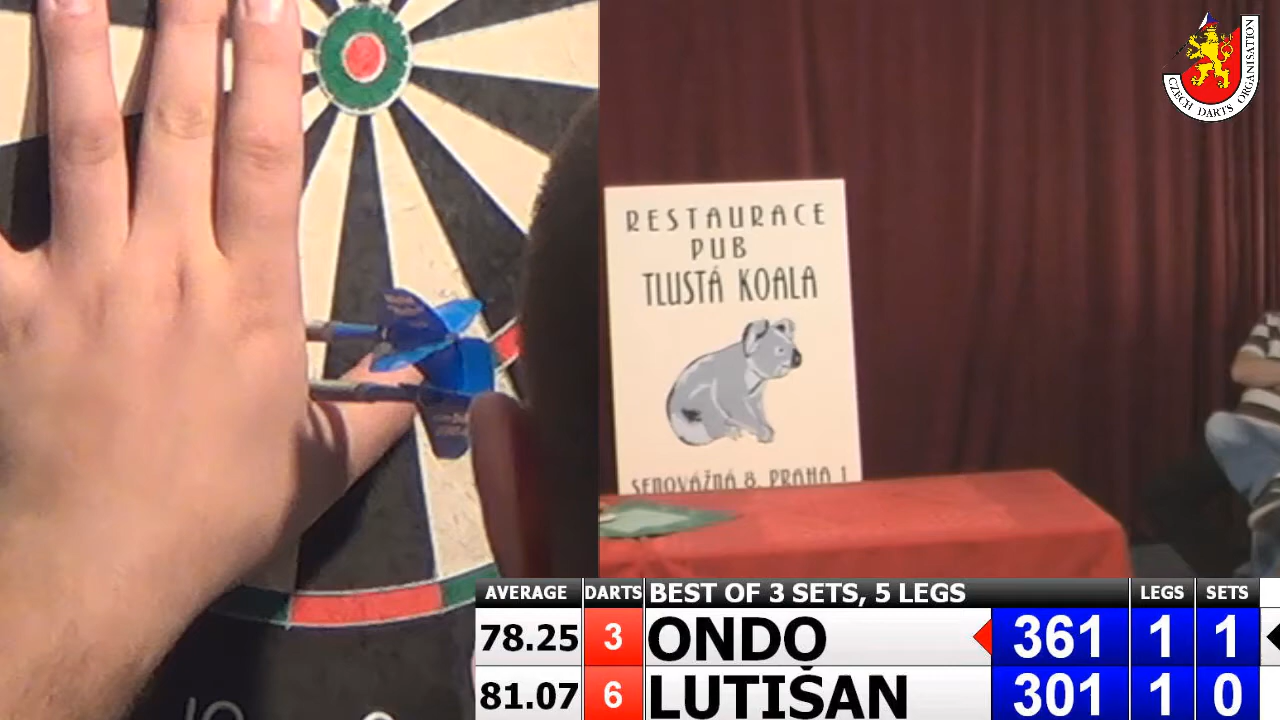 CZECH DARTS ORGANISATION
RESTAURACE
PUB
TLUSTÁ KOALA
SENOVÁŽNÁ 8, PRAHA 1
AVERAGE DARTS BEST OF 3 SETS, 5 LEGS LEGS SETS
78.25 3 ONDO 361 1 1
81.07 6 LUTIŠAN 301 1 0